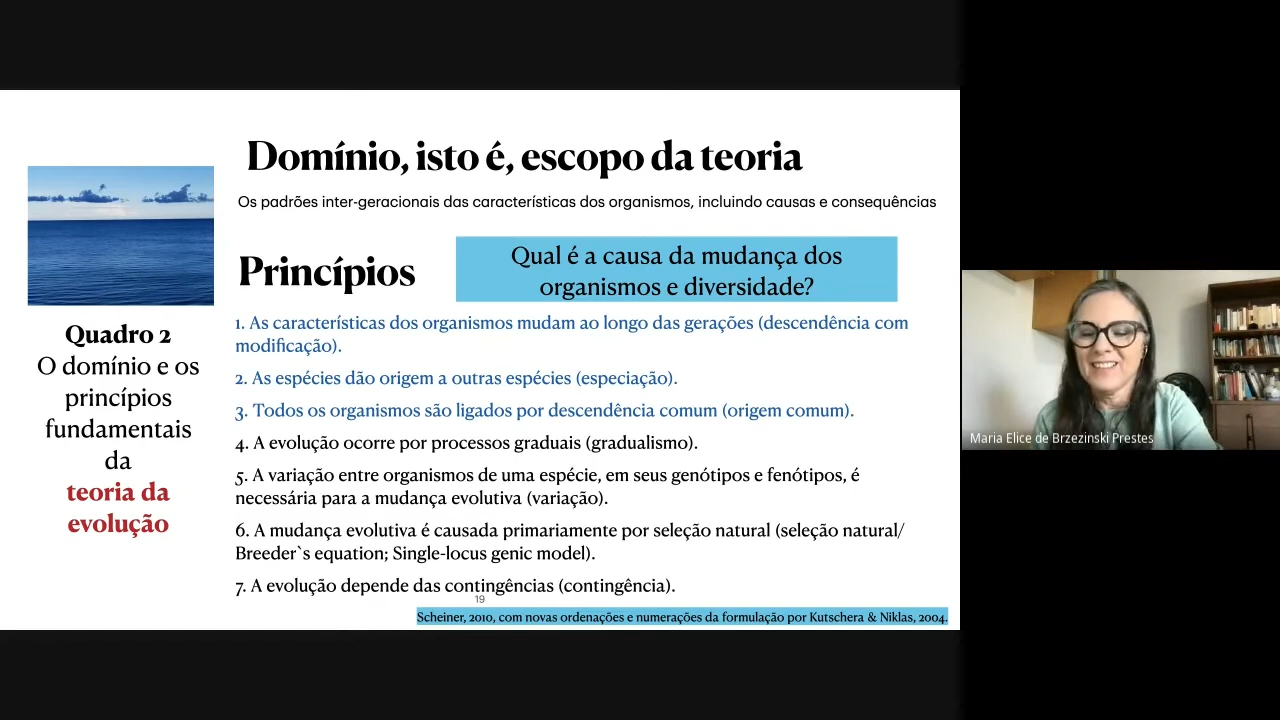 Domínio, isto é, escopo da teoria
Os padrões inter-geracionais das características dos organismos, incluindo causas e consequências
Princípios
Qual é a causa da mudança dos
organismos e diversidade?
1. As características dos organismos mudam ao longo das gerações (descendência com
modificação).
2. As espécies dão origem a outras espécies (especiação).
3. Todos os organismos são ligados por descendência comum (origem comum).
4. A evolução ocorre por processos graduais (gradualismo).
5. A variação entre organismos de uma espécie, em seus genótipos e fenótipos, é
necessária para a mudança evolutiva (variação).
6. A mudança evolutiva é causada primariamente por seleção natural (seleção natural/
Breeder`s equation; Single-locus genic model).
7. A evolução depende das contingências (contingência).
19
Scheiner, 2010, com novas ordenações e numerações da formulação por Kutschera & Niklas, 2004.
Quadro 2
O domínio e os
princípios
fundamentais
da
teoria da
evolução
Maria Elice de Brzezinski Prestes